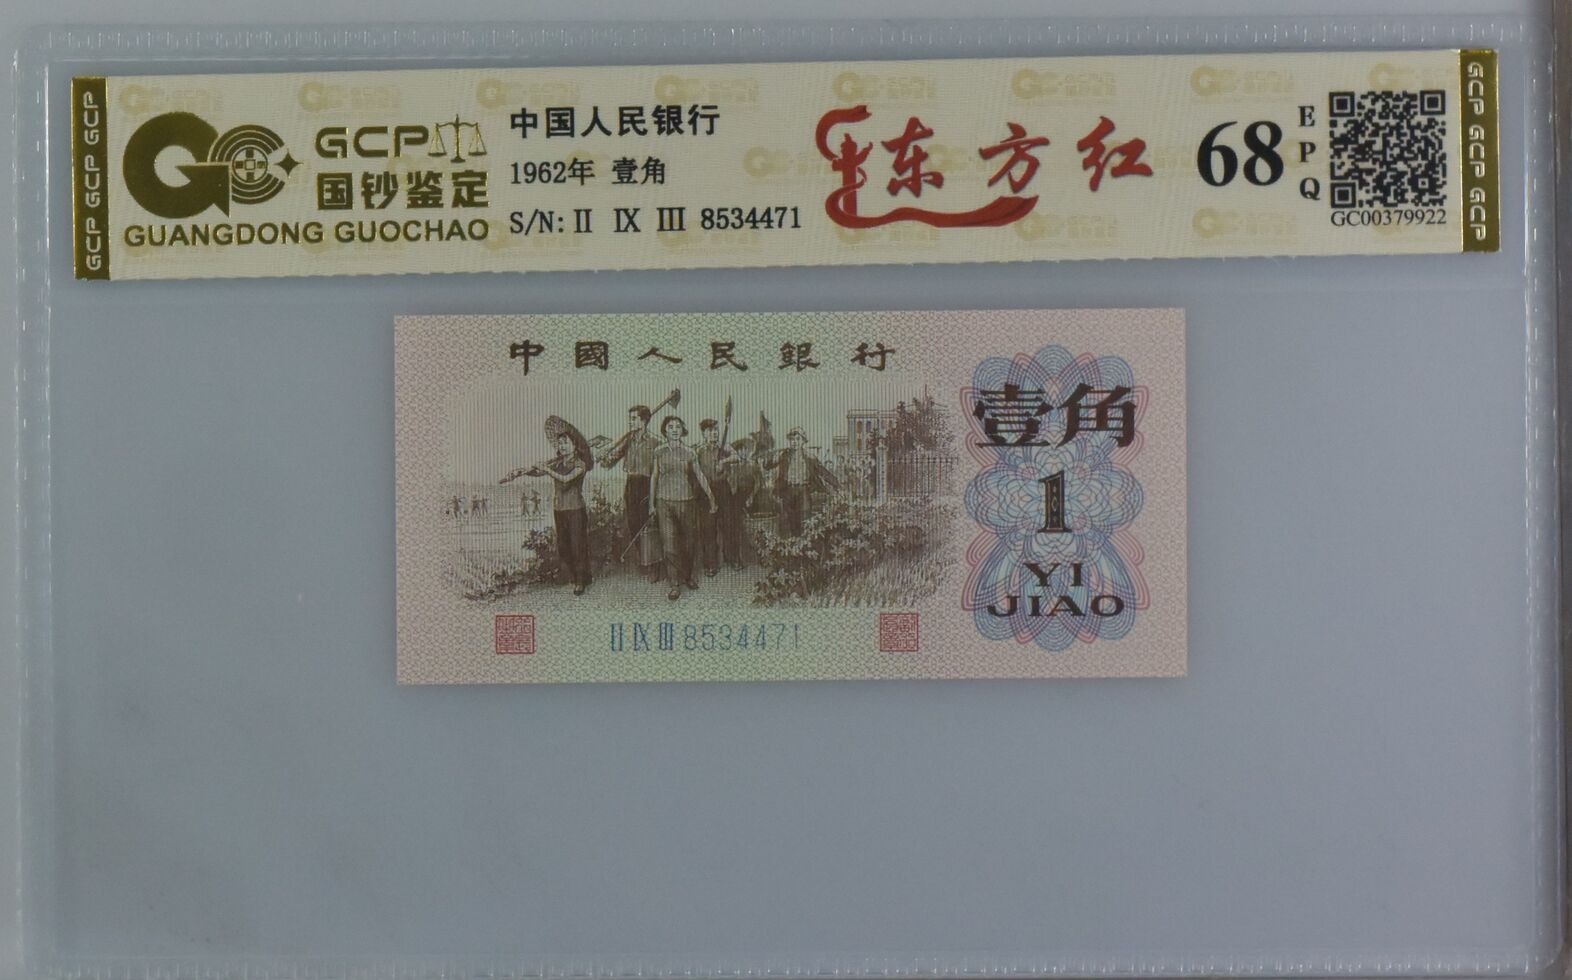 GCP GCP GCP
GCP
国钞鉴定
GUANGDONG GUOCHAO
中国人民银行
1962年 壹角
S/N: II IX III 8534471
东方红
68
EPQ
GC00379922
GCP GCP GCP
中國人民銀行
壹角
1
YI
JIAO
II IX III 8534471